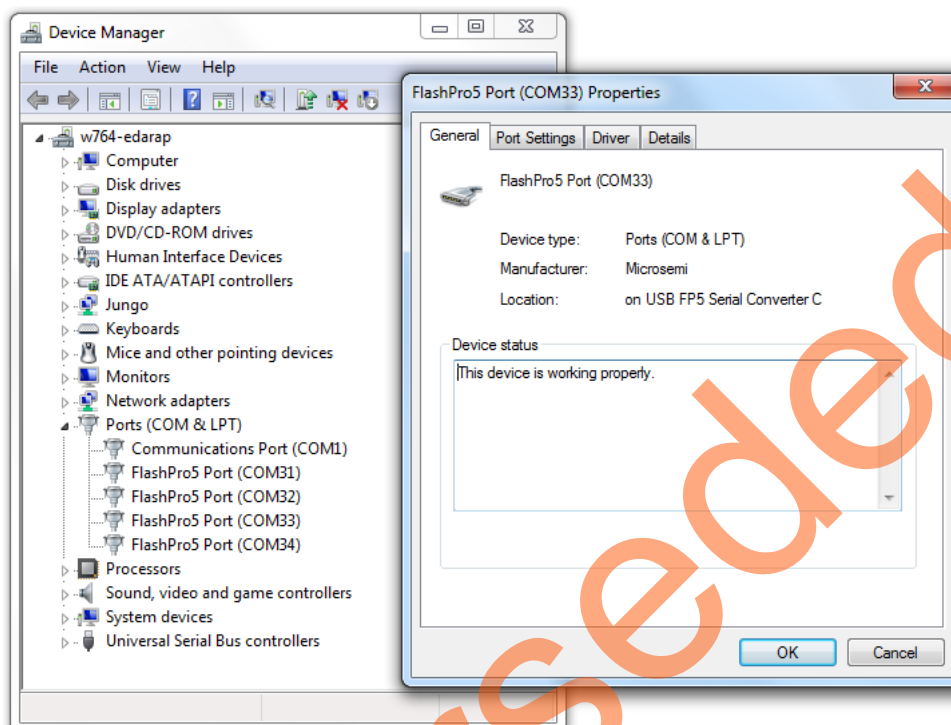 Device Manager
File Action View Help
w764-edarap
Computer
Disk drives
Display adapters
DVD/CD-ROM drives
Human Interface Devices
IDE ATA/ATAPI controllers
Jungo
Keyboards
Mice and other pointing devices
Monitors
Network adapters
Ports (COM & LPT)
Communications Port (COM1)
FlashPro5 Port (COM31)
FlashPro5 Port (COM32)
FlashPro5 Port (COM33)
FlashPro5 Port (COM34)
Processors
Sound, video and game controllers
System devices
Universal Serial Bus controllers
FlashPro5 Port (COM33) Properties
General Port Settings Driver Details
FlashPro5 Port (COM33)
Device type: Ports (COM & LPT)
Manufacturer: Microsemi
Location: on USB FP5 Serial Converter C
Device status
This device is working properly.
OK Cancel
rseded